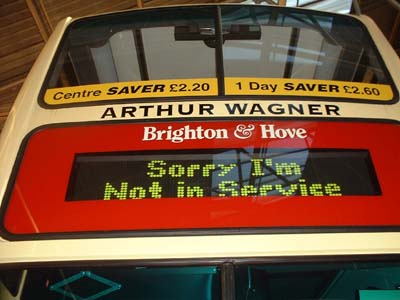 Centre SAVER £2.20 1 Day SAVER £2.60
ARTHUR WAGNER
Brighton & Hove
Sorry I'm
Not in Service